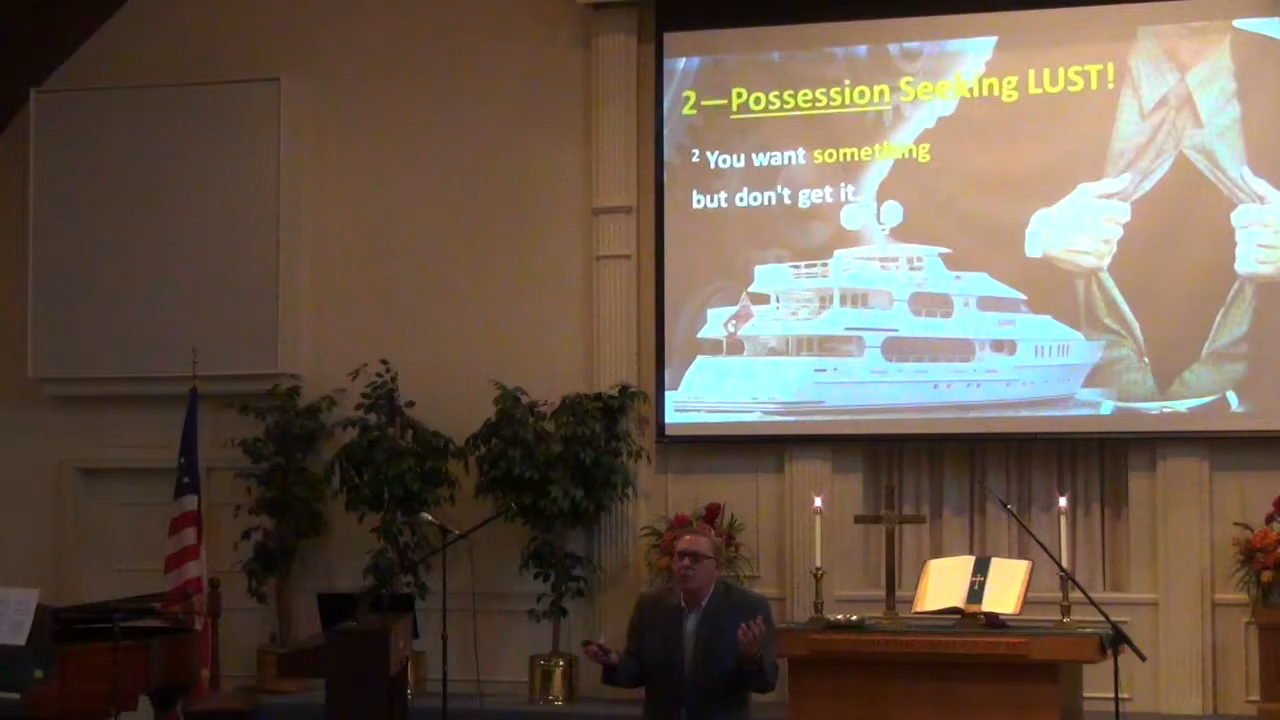 2—Possession Seeking LUST!
² You want something
but don't get it.